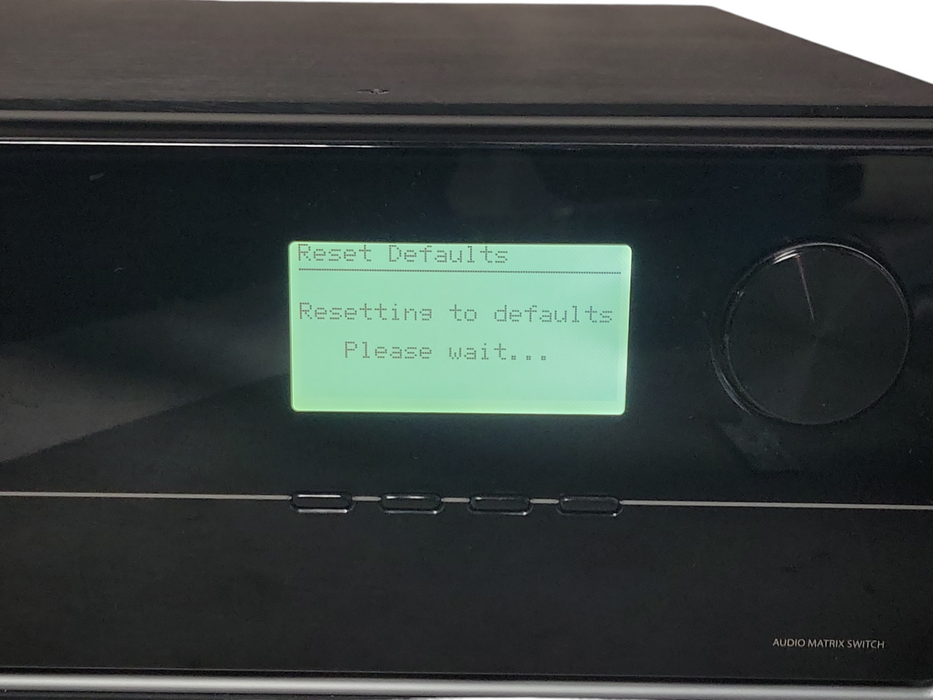 Reset Defaults
Resetting to defaults
Please wait...
AUDIO MATRIX SWITCH